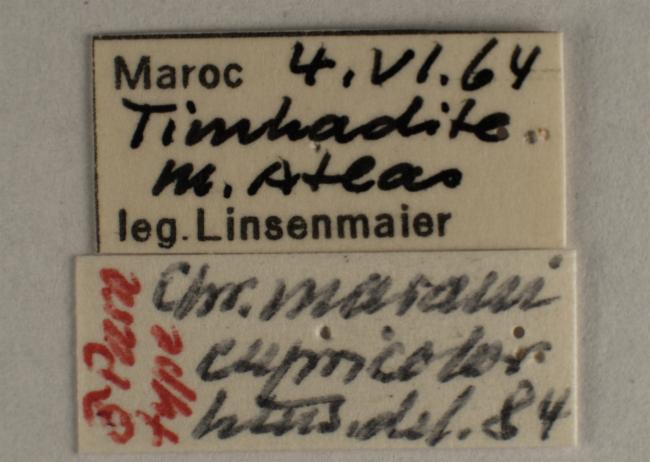 Maroc 4.VI.64
Timhadite
m. Atlas
leg. Linsenmaier
♂ Para
type
Chr. marani
cupricolor
Lins. det. 84